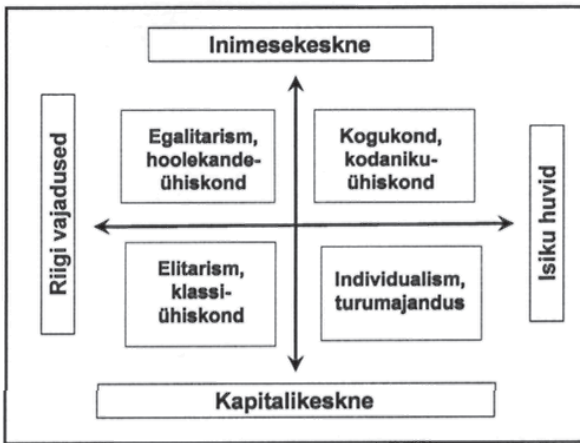 Inimesekeskne
Riigi vajadused
Egalitarism,
hoolekande-
ühiskond
Kogukond,
kodaniku-
ühiskond
Isiku huvid
Elitarism,
klassi-
ühiskond
Individualism,
turumajandus
Kapitalikeskne